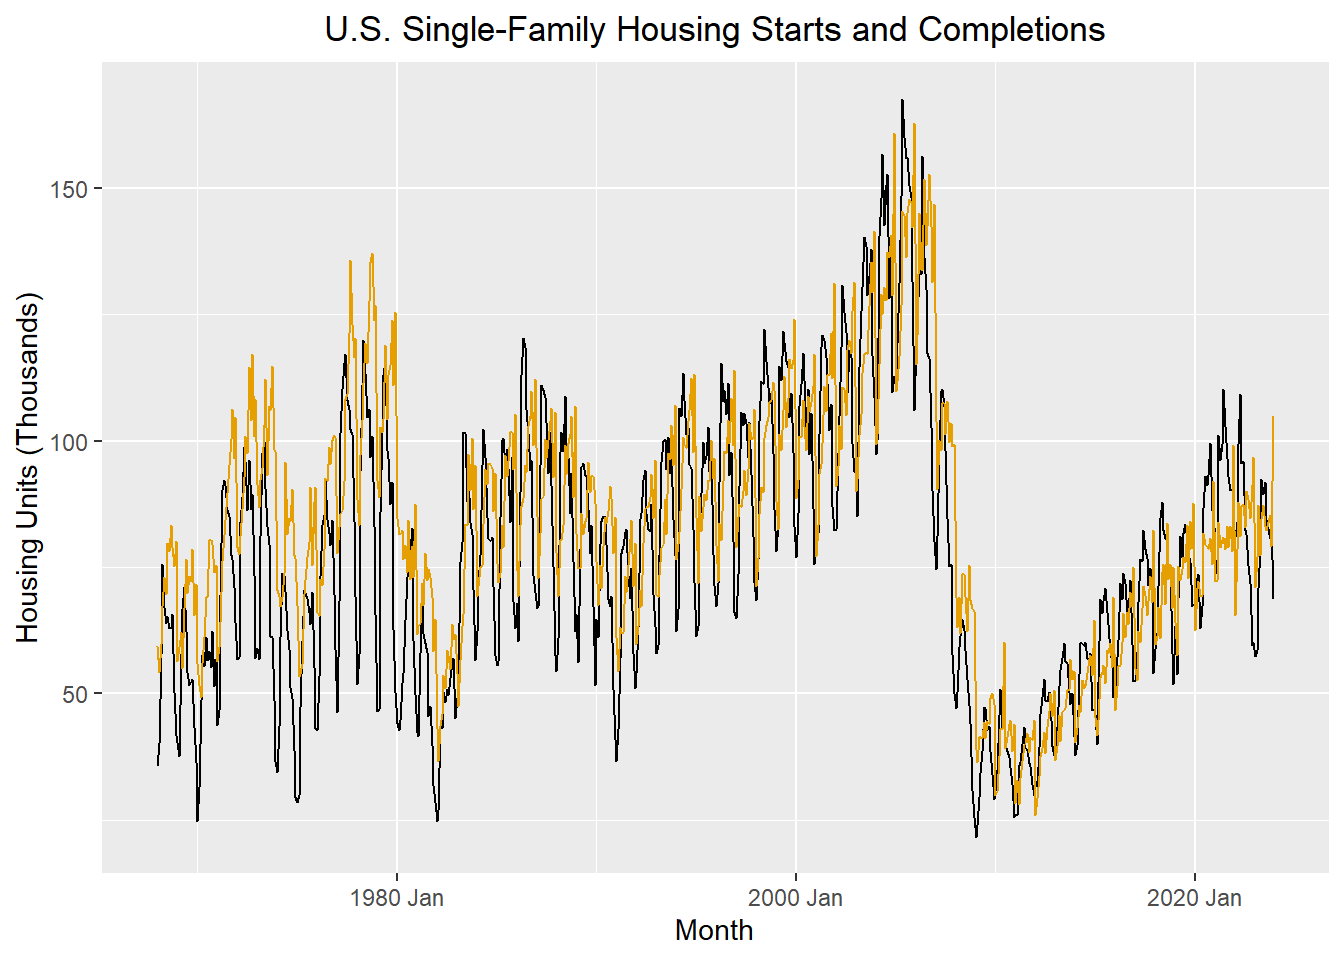 U.S. Single-Family Housing Starts and Completions
Housing Units (Thousands)
150
100
50
1980 Jan
2000 Jan
2020 Jan
Month